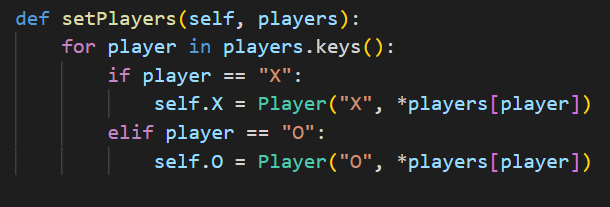 def setPlayers(self, players):
    for player in players.keys():
        if player == "X":
            self.X = Player("X", *players[player])
        elif player == "O":
            self.O = Player("O", *players[player])